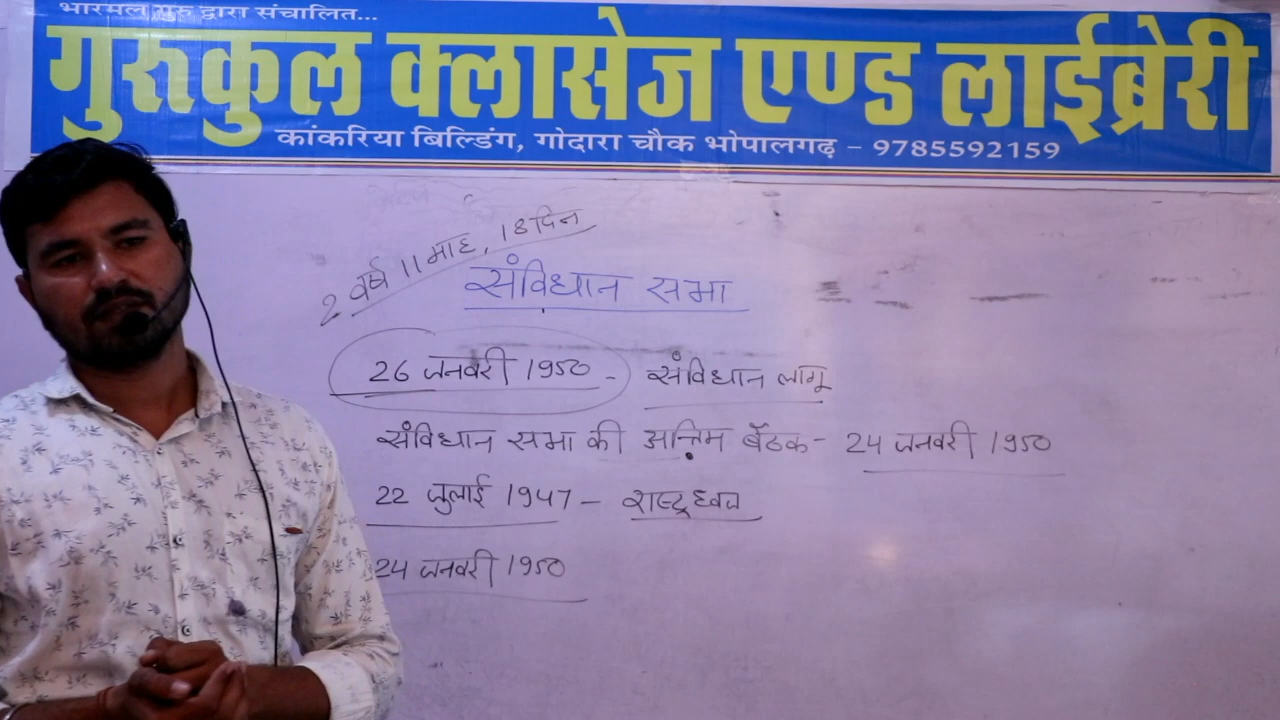 भारमल गुरु द्वारा संचालित...
गुरुकुल क्लासेज एण्ड लाईब्रेरी
कांकरिया बिल्डिंग, गोदारा चौक भोपालगढ़ - 9785592159
2 वर्ष 11 माह, 18 दिन
संविधान सभा
26 जनवरी 1950 - संविधान लागू
संविधान सभा की अन्तिम बैठक - 24 जनवरी 1950
22 जुलाई 1947 - राष्ट्रध्वज
24 जनवरी 1950